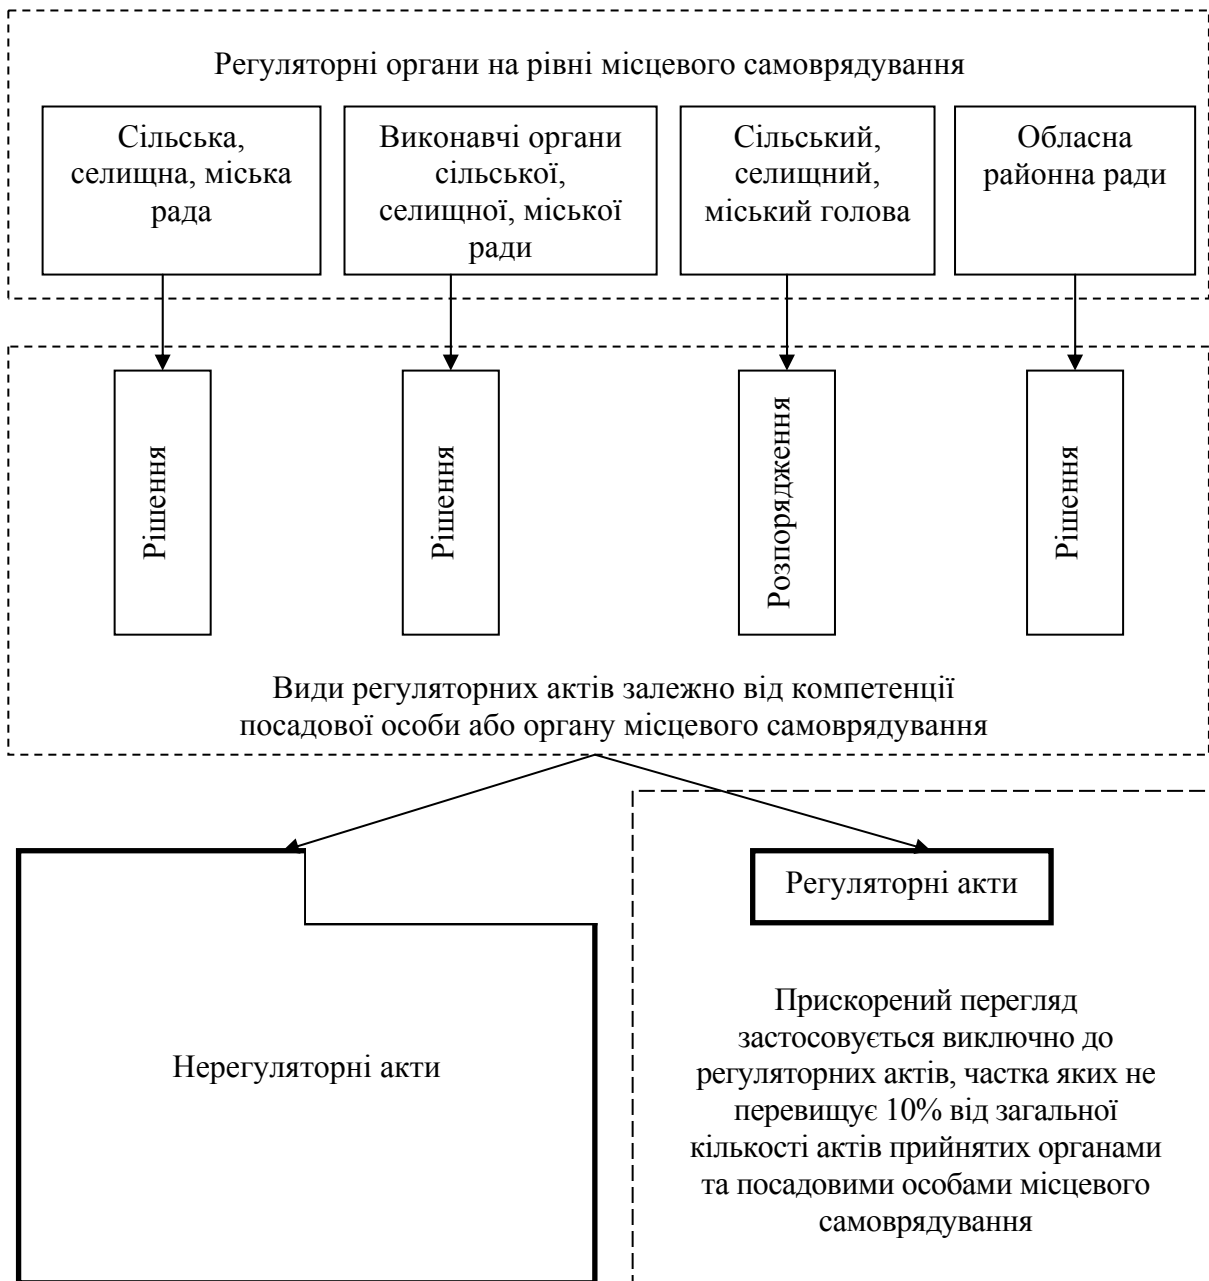 Регуляторні органи на рівні місцевого самоврядування
Сільська,
селищна, міська
рада
Виконавчі органи
сільської,
селищної, міської
ради
Сільський,
селищний,
міський голова
Обласна
районна ради
Рішення
Рішення
Розпорядження
Рішення
Види регуляторних актів залежно від компетенції
посадової особи або органу місцевого самоврядування
Нерегуляторні акти
Регуляторні акти
Прискорений перегляд
застосовується виключно до
регуляторних актів, частка яких не
перевищує 10% від загальної
кількості актів прийнятих органами
та посадовими особами місцевого
самоврядування